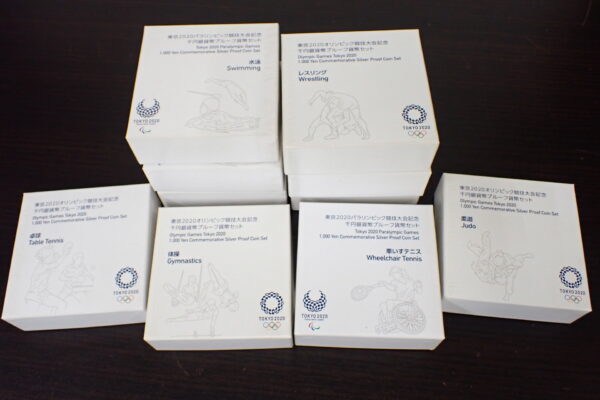 東京2020パラリンピック競技大会記念
千円銀貨幣プルーフ貨幣セット
Tokyo 2020 Paralympic Games
1,000 Yen Commemorative Silver Proof Coin Set
水泳
Swimming
TOKYO 2020
東京2020オリンピック競技大会記念
千円銀貨幣プルーフ貨幣セット
Olympic Games Tokyo 2020
1,000 Yen Commemorative Silver Proof Coin Set
レスリング
Wrestling
TOKYO 2020
東京2020オリンピック競技大会記念
千円銀貨幣プルーフ貨幣セット
Olympic Games Tokyo 2020
1,000 Yen Commemorative Silver Proof Coin Set
卓球
Table Tennis
TOKYO 2020
東京2020オリンピック競技大会記念
千円銀貨幣プルーフ貨幣セット
Olympic Games Tokyo 2020
1,000 Yen Commemorative Silver Proof Coin Set
体操
Gymnastics
TOKYO 2020
東京2020パラリンピック競技大会記念
千円銀貨幣プルーフ貨幣セット
Tokyo 2020 Paralympic Games
1,000 Yen Commemorative Silver Proof Coin Set
車いすテニス
Wheelchair Tennis
TOKYO 2020
東京2020オリンピック競技大会記念
千円銀貨幣プルーフ貨幣セット
Olympic Games Tokyo 2020
1,000 Yen Commemorative Silver Proof Coin Set
柔道
Judo
TOKYO 2020